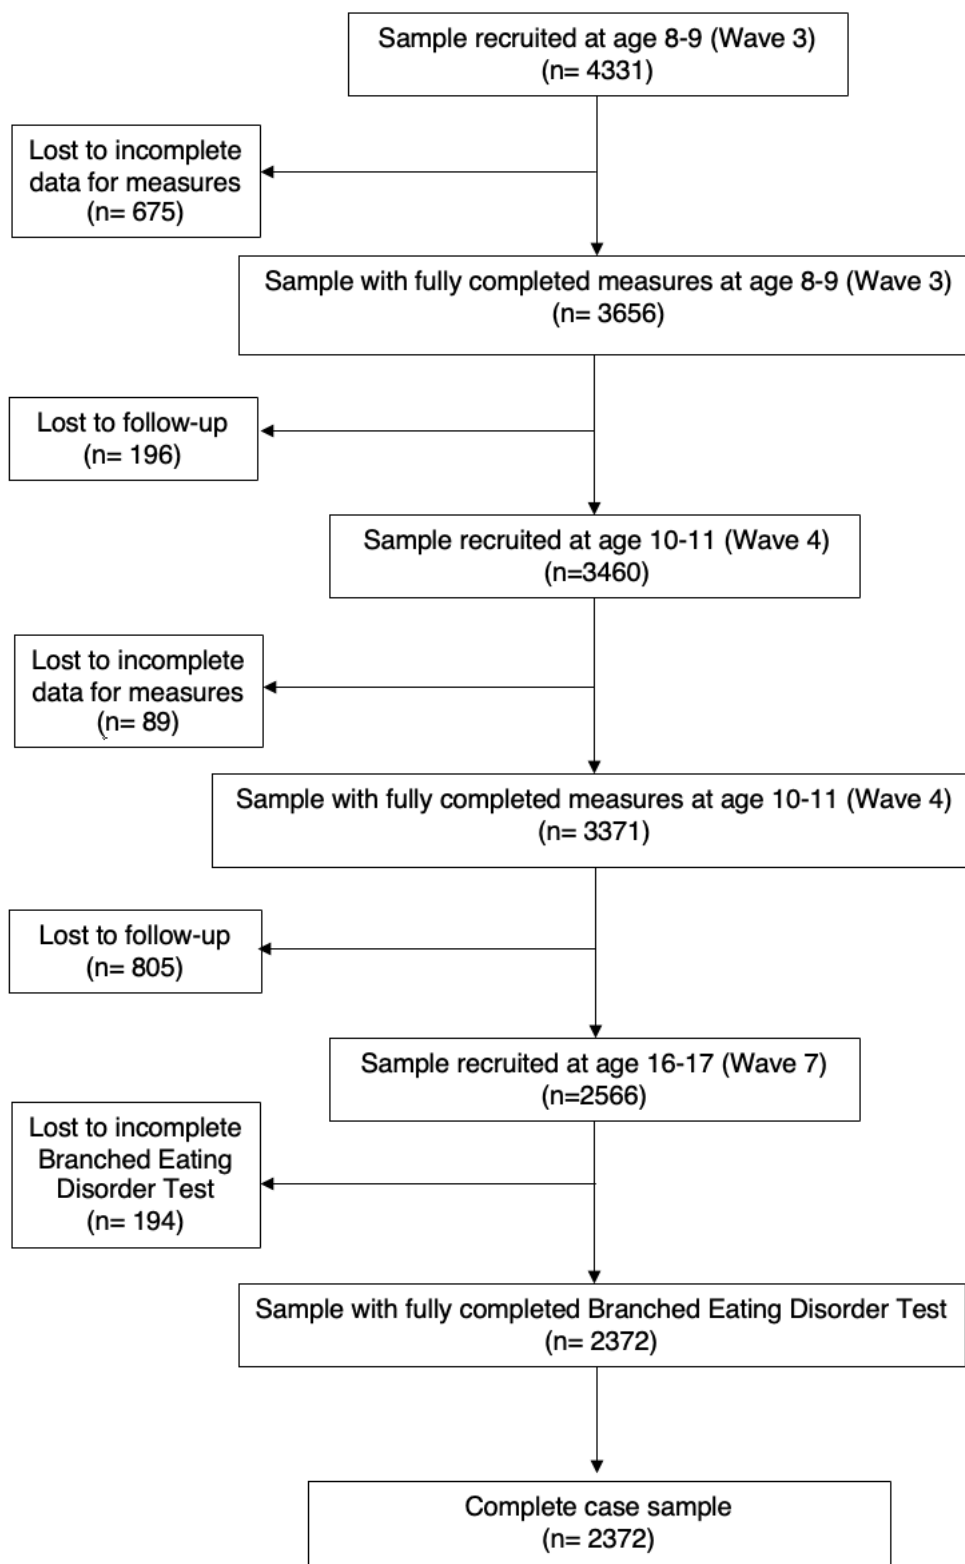 Sample recruited at age 8-9 (Wave 3)
(n= 4331)
Lost to incomplete
data for measures
(n= 675)
Sample with fully completed measures at age 8-9 (Wave 3)
(n= 3656)
Lost to follow-up
(n= 196)
Sample recruited at age 10-11 (Wave 4)
(n=3460)
Lost to incomplete
data for measures
(n= 89)
Sample with fully completed measures at age 10-11 (Wave 4)
(n= 3371)
Lost to follow-up
(n= 805)
Sample recruited at age 16-17 (Wave 7)
(n=2566)
Lost to incomplete
Branched Eating
Disorder Test
(n= 194)
Sample with fully completed Branched Eating Disorder Test
(n= 2372)
Complete case sample
(n= 2372)